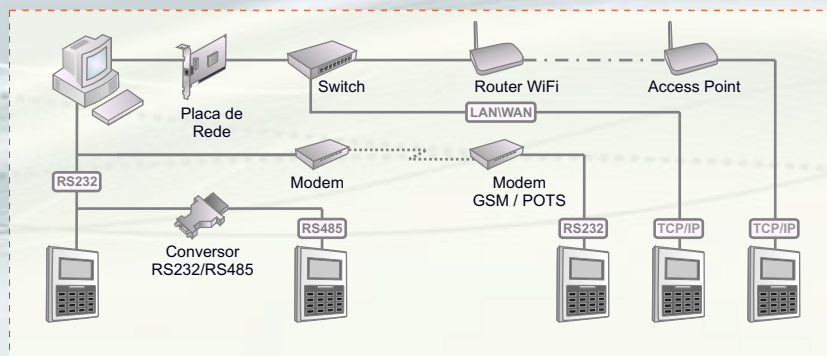 Switch
Router WiFi
Access Point
Placa de
Rede
LAN\WAN
Modem
Modem
GSM / POTS
RS232
RS485
RS232
TCP/IP
TCP/IP
Conversor
RS232/RS485